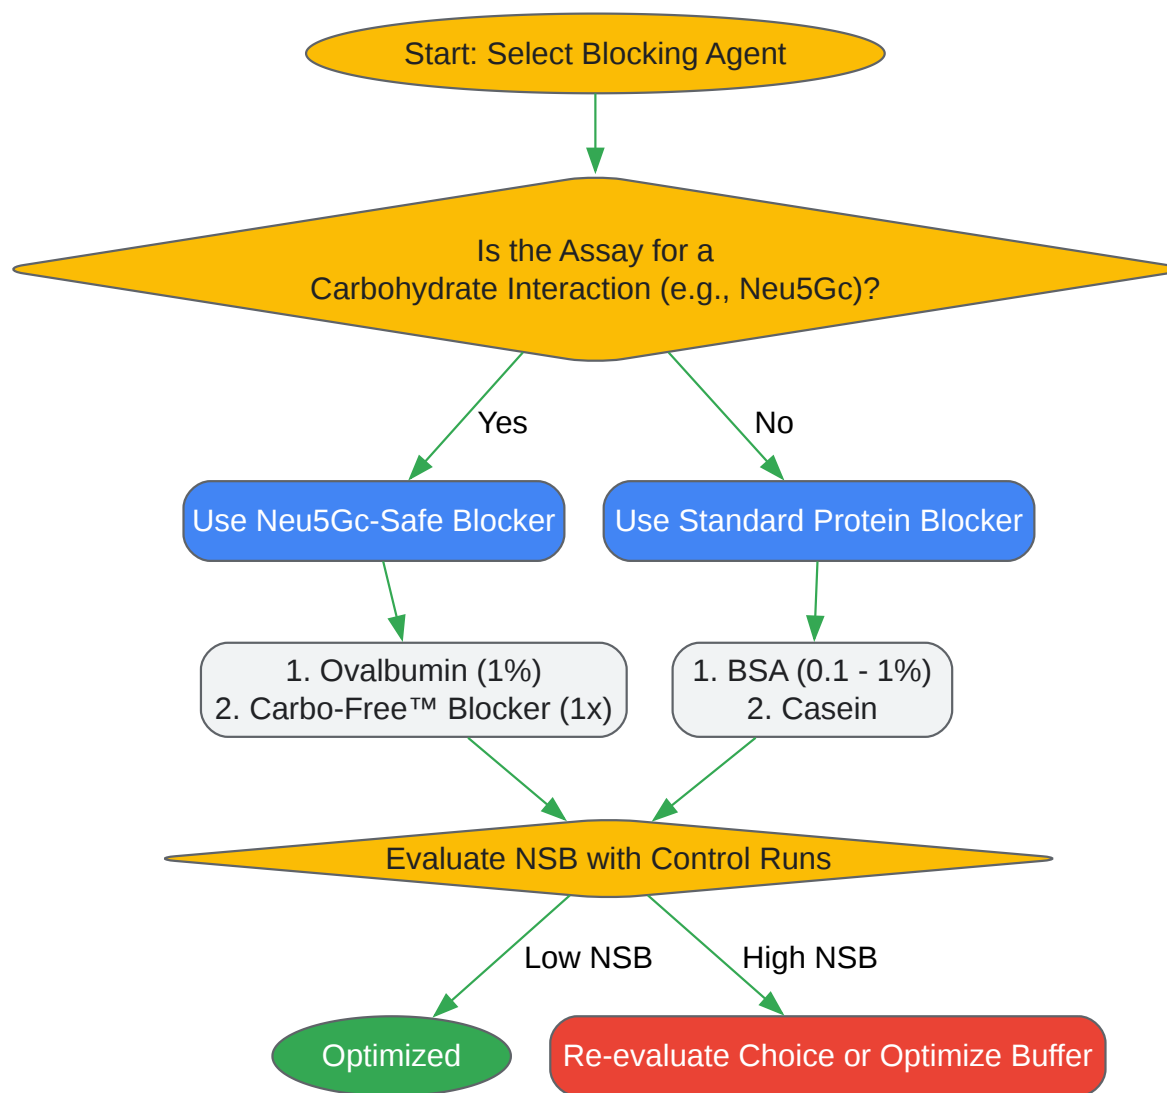 Start: Select Blocking Agent
Is the Assay for a
Carbohydrate Interaction (e.g., Neu5Gc)?
Yes
No
Use Neu5Gc-Safe Blocker
Use Standard Protein Blocker
1. Ovalbumin (1%)
2. Carbo-Free™ Blocker (1x)
1. BSA (0.1 - 1%)
2. Casein
Evaluate NSB with Control Runs
Low NSB
High NSB
Optimized
Re-evaluate Choice or Optimize Buffer